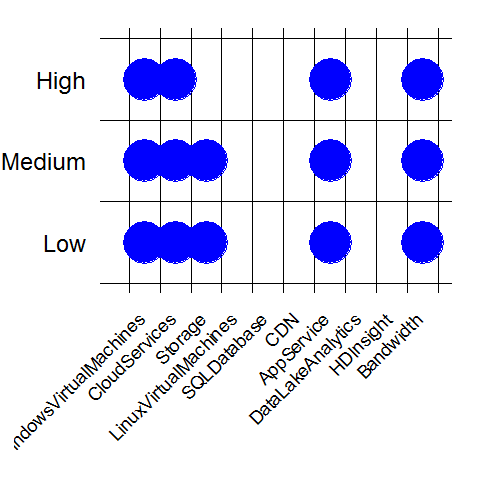 High
Medium
Low
ndowsVirtualMachines
CloudServices
Storage
LinuxVirtualMachines
SQLDatabase
CDN
AppService
DataLakeAnalytics
HDInsight
Bandwidth